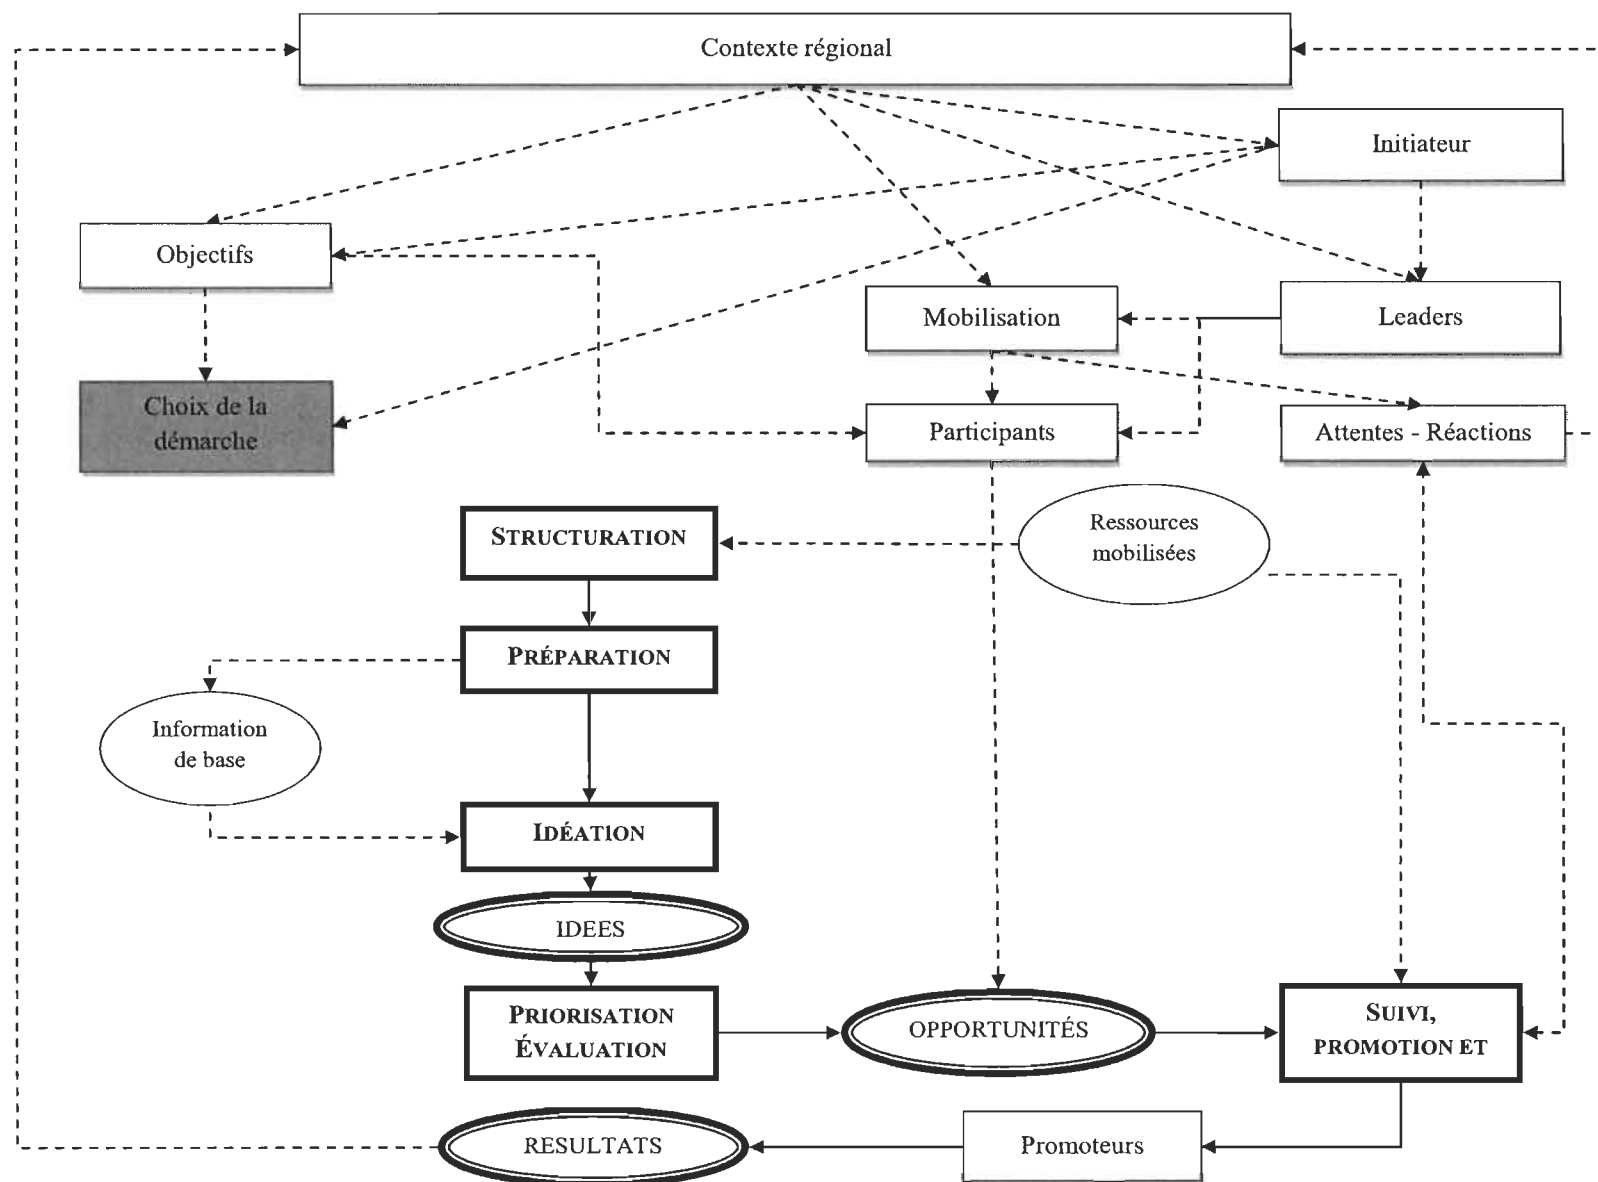 Contexte régional
Initiateur
Objectifs
Mobilisation
Leaders
Choix de la
démarche
Participants
Attentes - Réactions
STRUCTURATION
Ressources
mobilisées
PRÉPARATION
Information
de base
IDÉATION
IDEES
PRIORISATION
ÉVALUATION
OPPORTUNITÉS
SUIVI,
PROMOTION ET
RESULTATS
Promoteurs